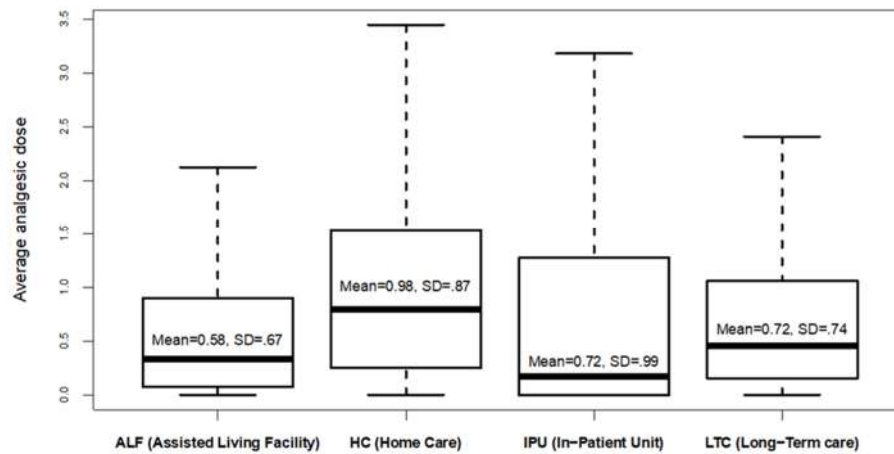 Average analgesic dose
3.5
3.0
2.5
2.0
1.5
1.0
0.5
0.0
Mean=0.58, SD=.67
Mean=0.98, SD=.87
Mean=0.72, SD=.99
Mean=0.72, SD=.74
ALF (Assisted Living Facility)
HC (Home Care)
IPU (In-Patient Unit)
LTC (Long-Term care)